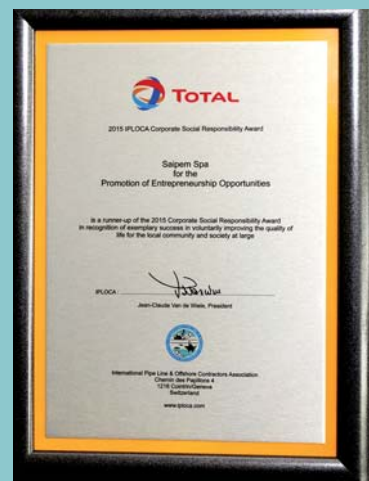 TOTAL
2015 IPLOCA Corporate Social Responsibility Award
Saipem Spa
for the
Promotion of Entrepreneurship Opportunities
is a runner-up of the 2015 Corporate Social Responsibility Award
in recognition of exemplary success in voluntarily improving the quality of
life for the local community and society at large
IPLOCA:
Jean-Claude Van de Wiele, President
International Pipe Line & Offshore Contractors Association
Chemin des Papillons 4
1216 Cointrin/Geneva
Switzerland
www.iploca.com